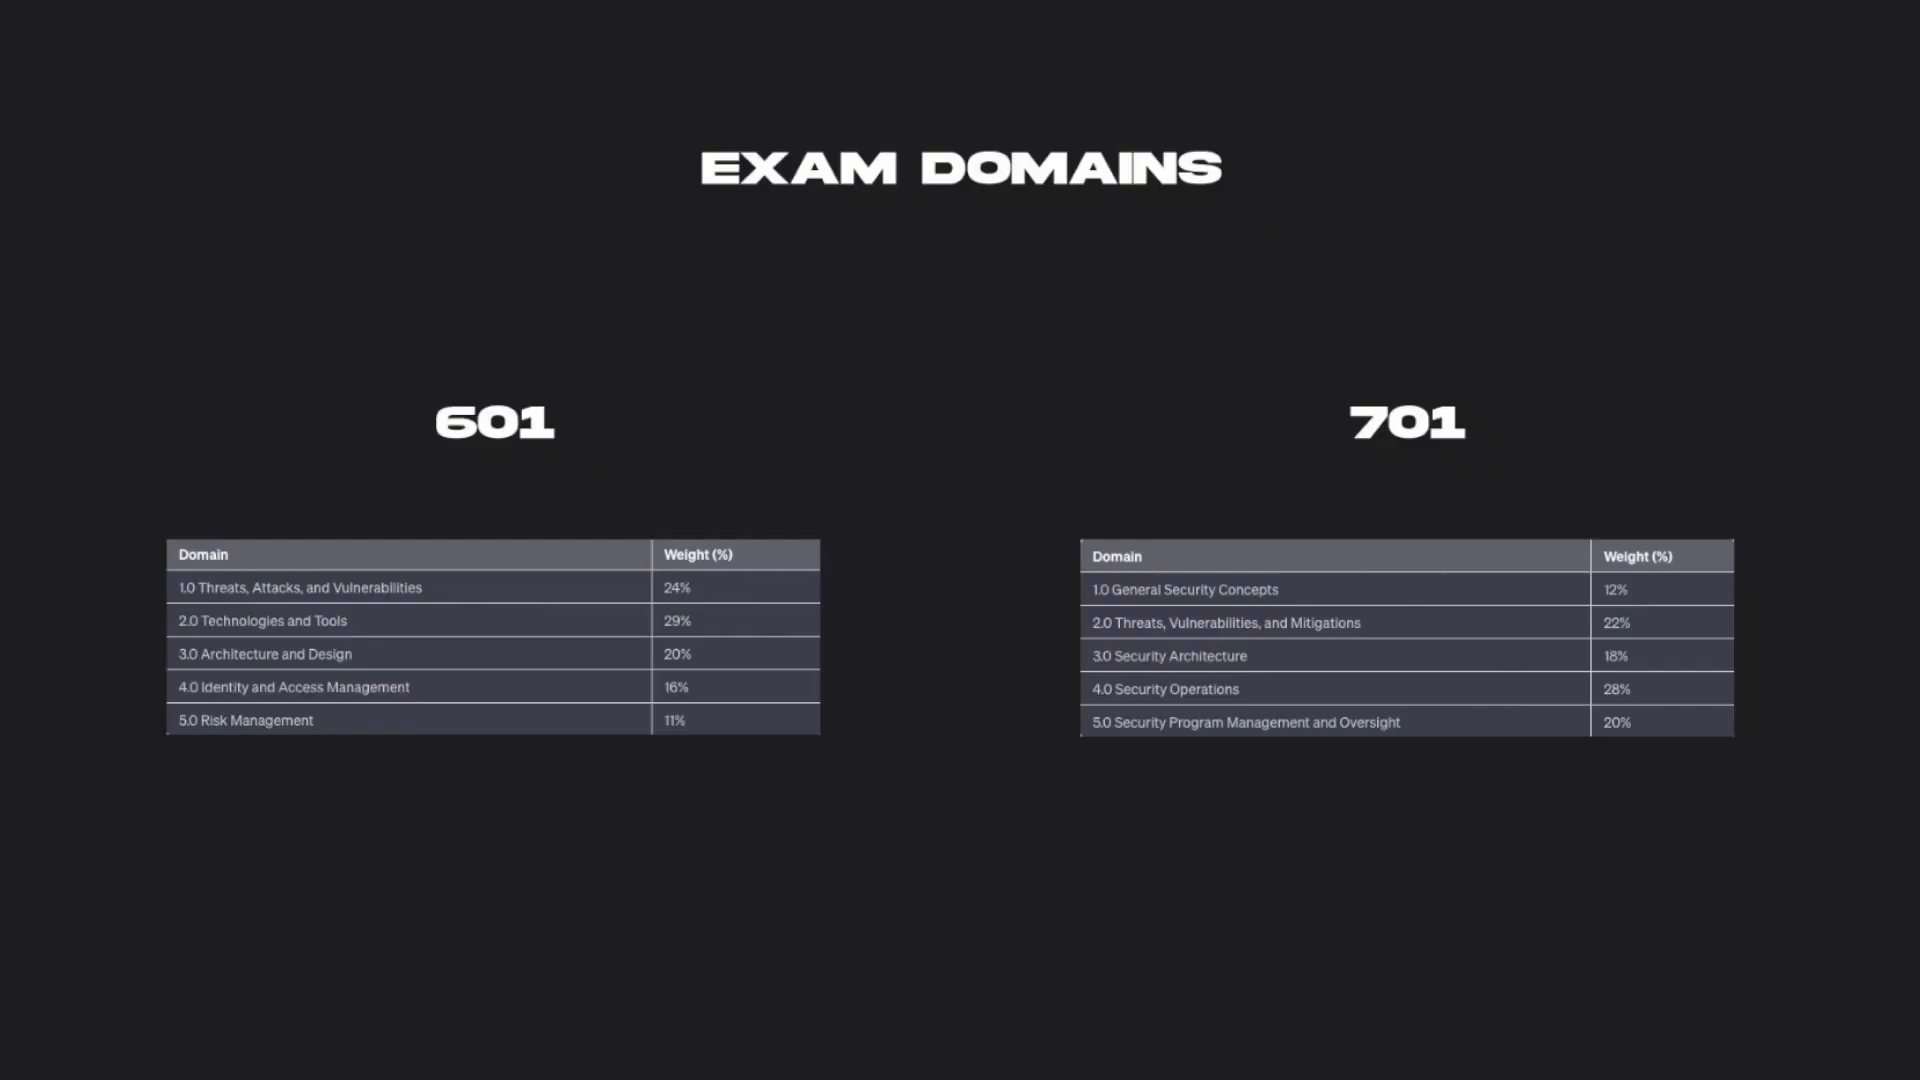 EXAM DOMAINS
601
Domain Weight (%)
1.0 Threats, Attacks, and Vulnerabilities 24%
2.0 Technologies and Tools 29%
3.0 Architecture and Design 20%
4.0 Identity and Access Management 16%
5.0 Risk Management 11%
701
Domain Weight (%)
1.0 General Security Concepts 12%
2.0 Threats, Vulnerabilities, and Mitigations 22%
3.0 Security Architecture 18%
4.0 Security Operations 28%
5.0 Security Program Management and Oversight 20%